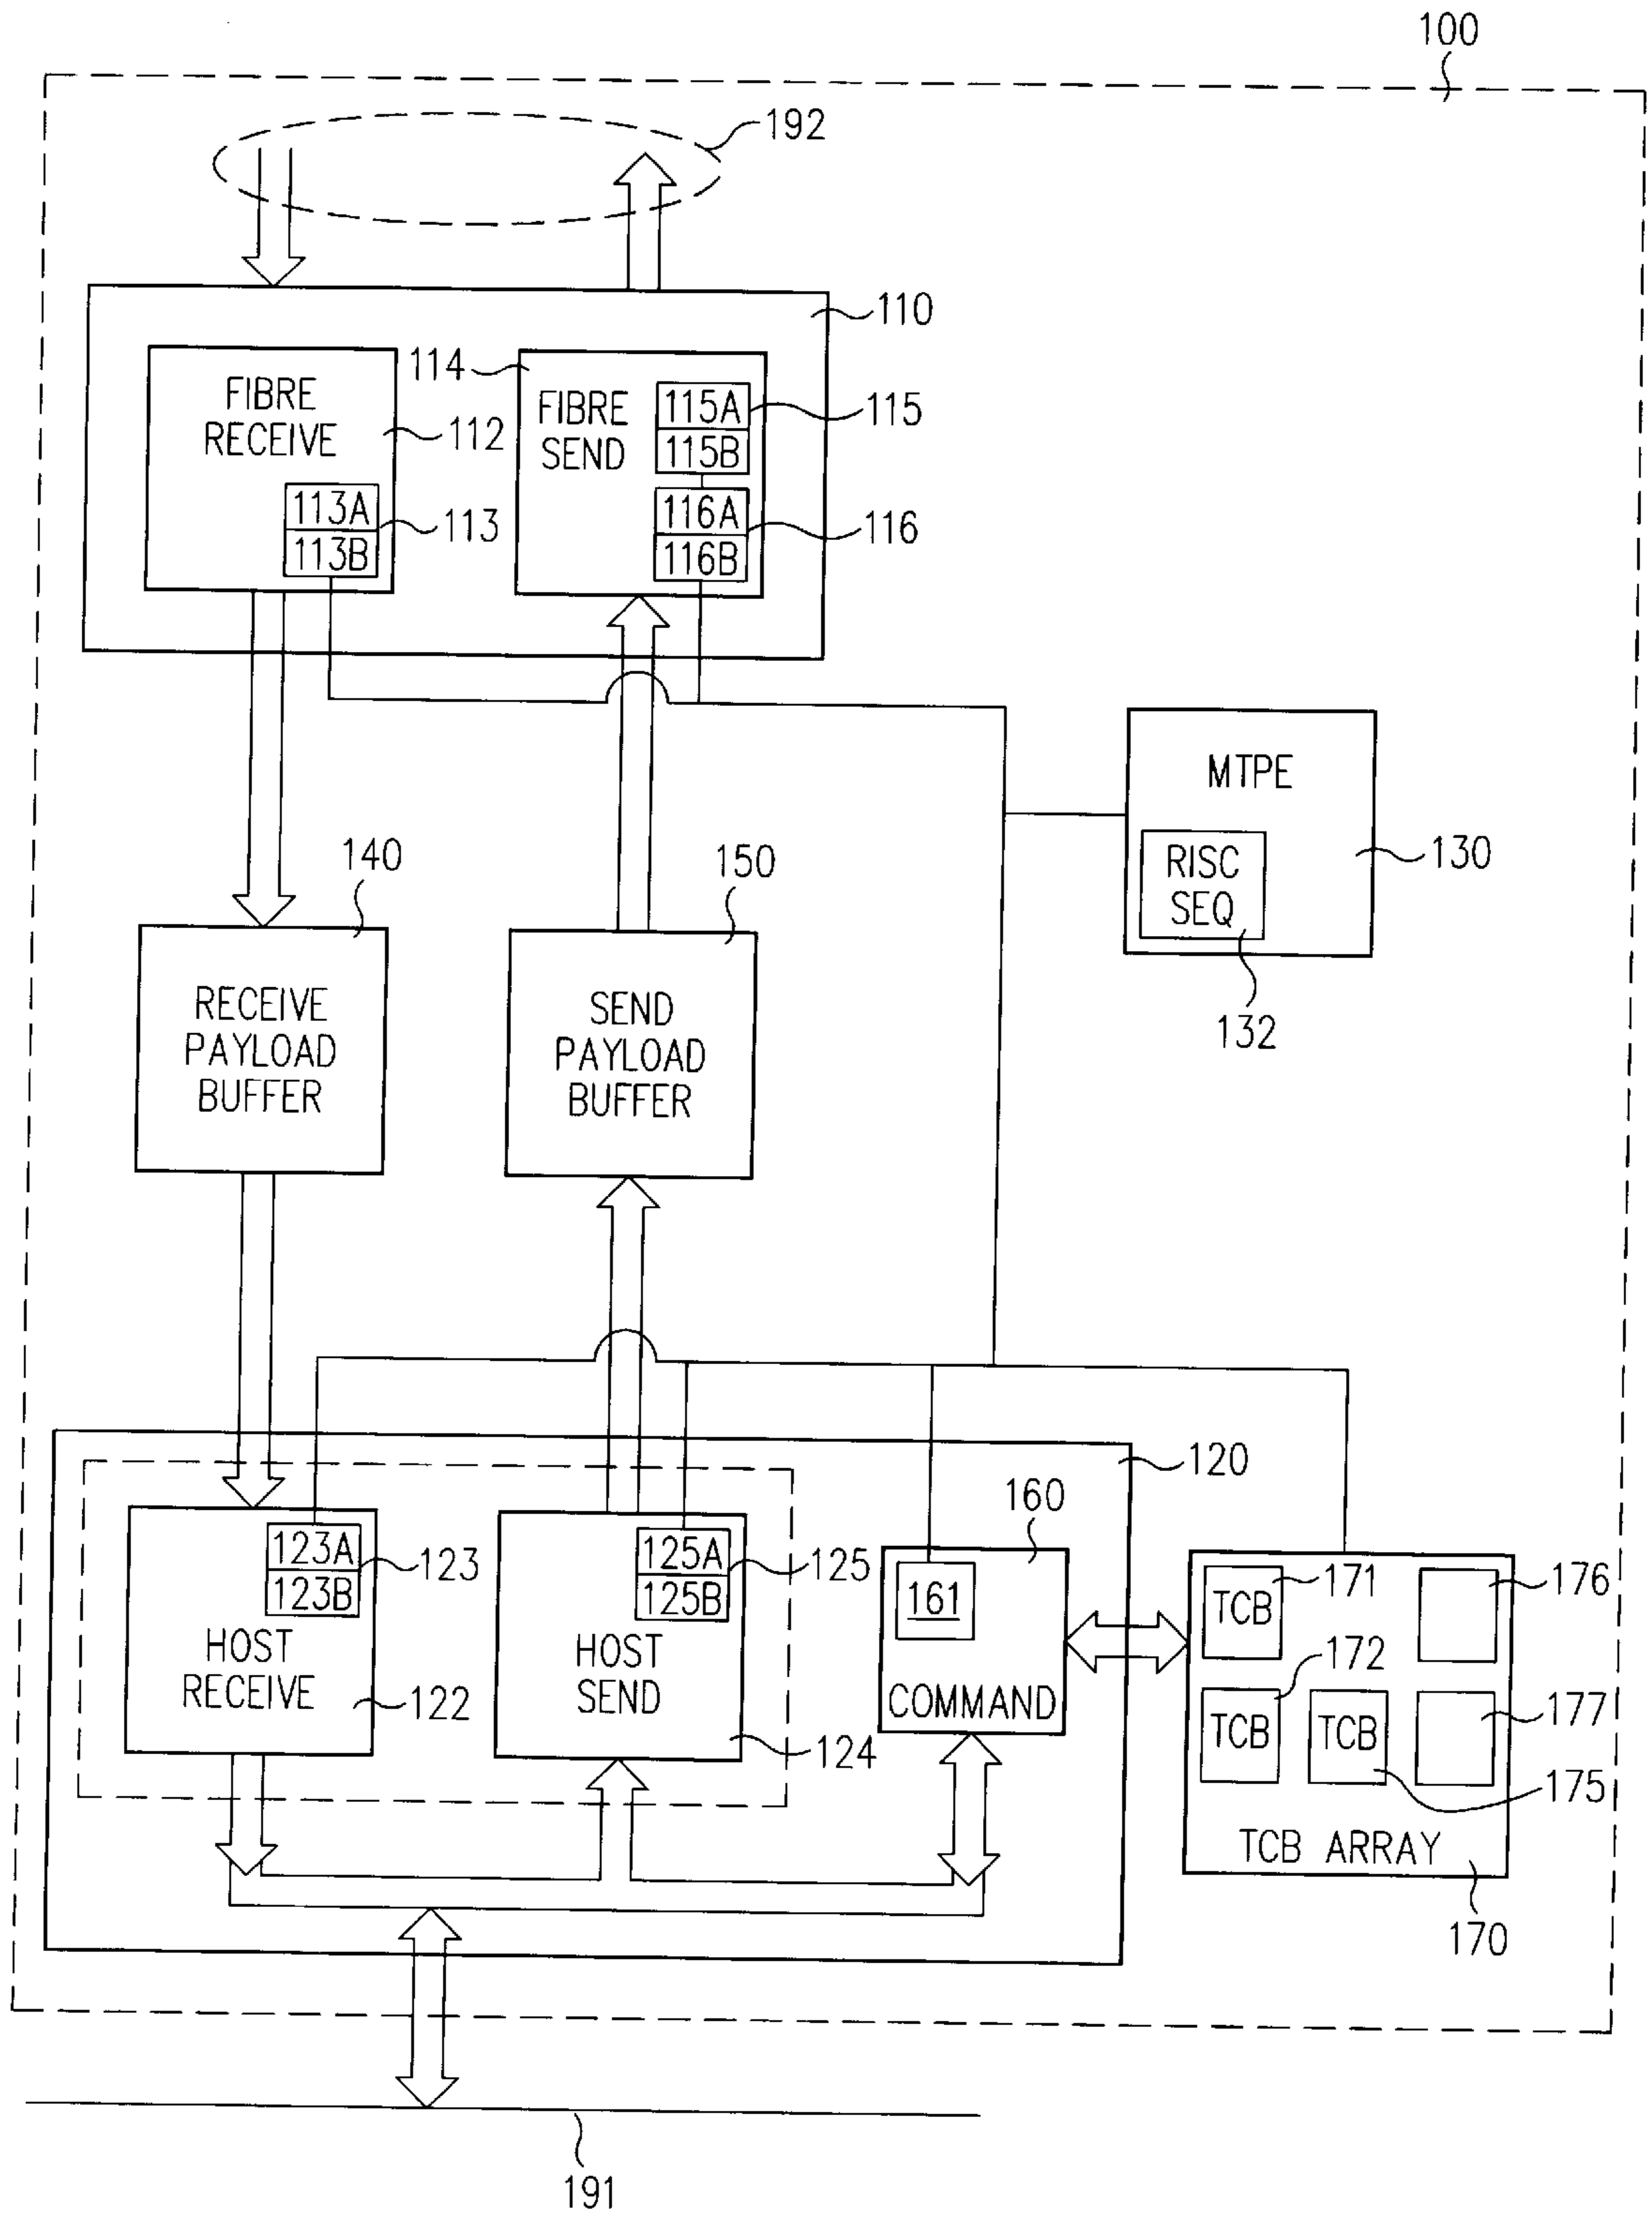 100
192
110
114
FIBRE
RECEIVE
112
FIBRE
SEND
115A
115B
115
113A
113B
113
116A
116B
116
MTPE
RISC
SEQ
130
132
140
150
RECEIVE
PAYLOAD
BUFFER
SEND
PAYLOAD
BUFFER
120
160
123A
123B
123
HOST
RECEIVE
122
125A
125B
125
HOST
SEND
124
161
COMMAND
TCB
171
176
172
TCB
TCB
177
175
TCB ARRAY
170
191